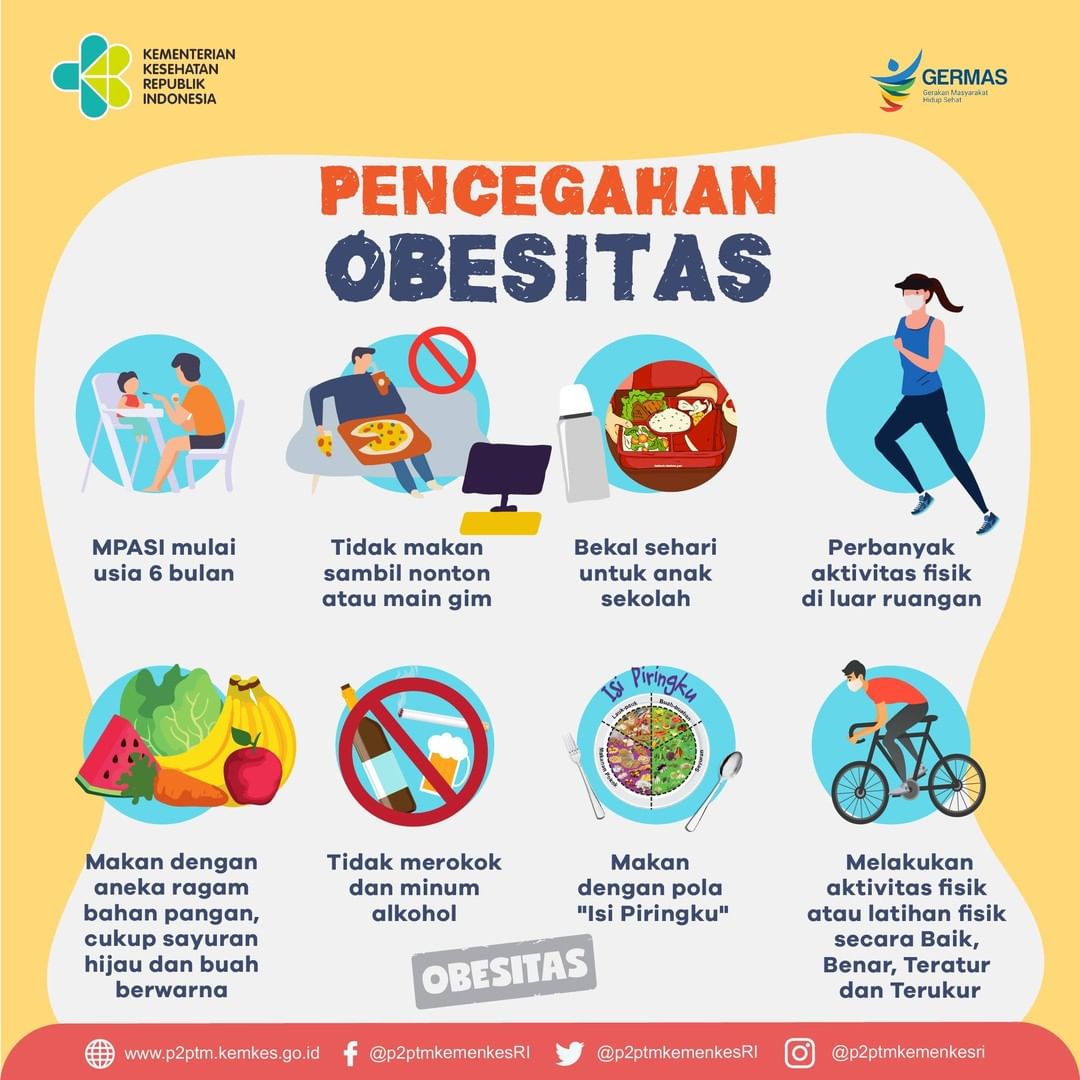 KEMENTERIAN
KESEHATAN
REPUBLIK
INDONESIA
GERMAS
Gerakan Masyarakat
Hidup Sehat
PENCEGAHAN
OBESITAS
MPASI mulai
usia 6 bulan
Tidak makan
sambil nonton
atau main gim
Bekal sehari
untuk anak
sekolah
Perbanyak
aktivitas fisik
di luar ruangan
Isi Piringku
Lauk-pauk
Buah-buahan
Makanan Pokok
Sayuran
Makan dengan
aneka ragam
bahan pangan,
cukup sayuran
hijau dan buah
berwarna
Tidak merokok
dan minum
alkohol
Makan
dengan pola
"Isi Piringku"
Melakukan
aktivitas fisik
atau latihan fisik
secara Baik,
Benar, Teratur
dan Terukur
OBESITAS
www.p2ptm.kemkes.go.id
@p2ptmkemenkesRI
@p2ptmkemenkesRI
@p2ptmkemenkesri